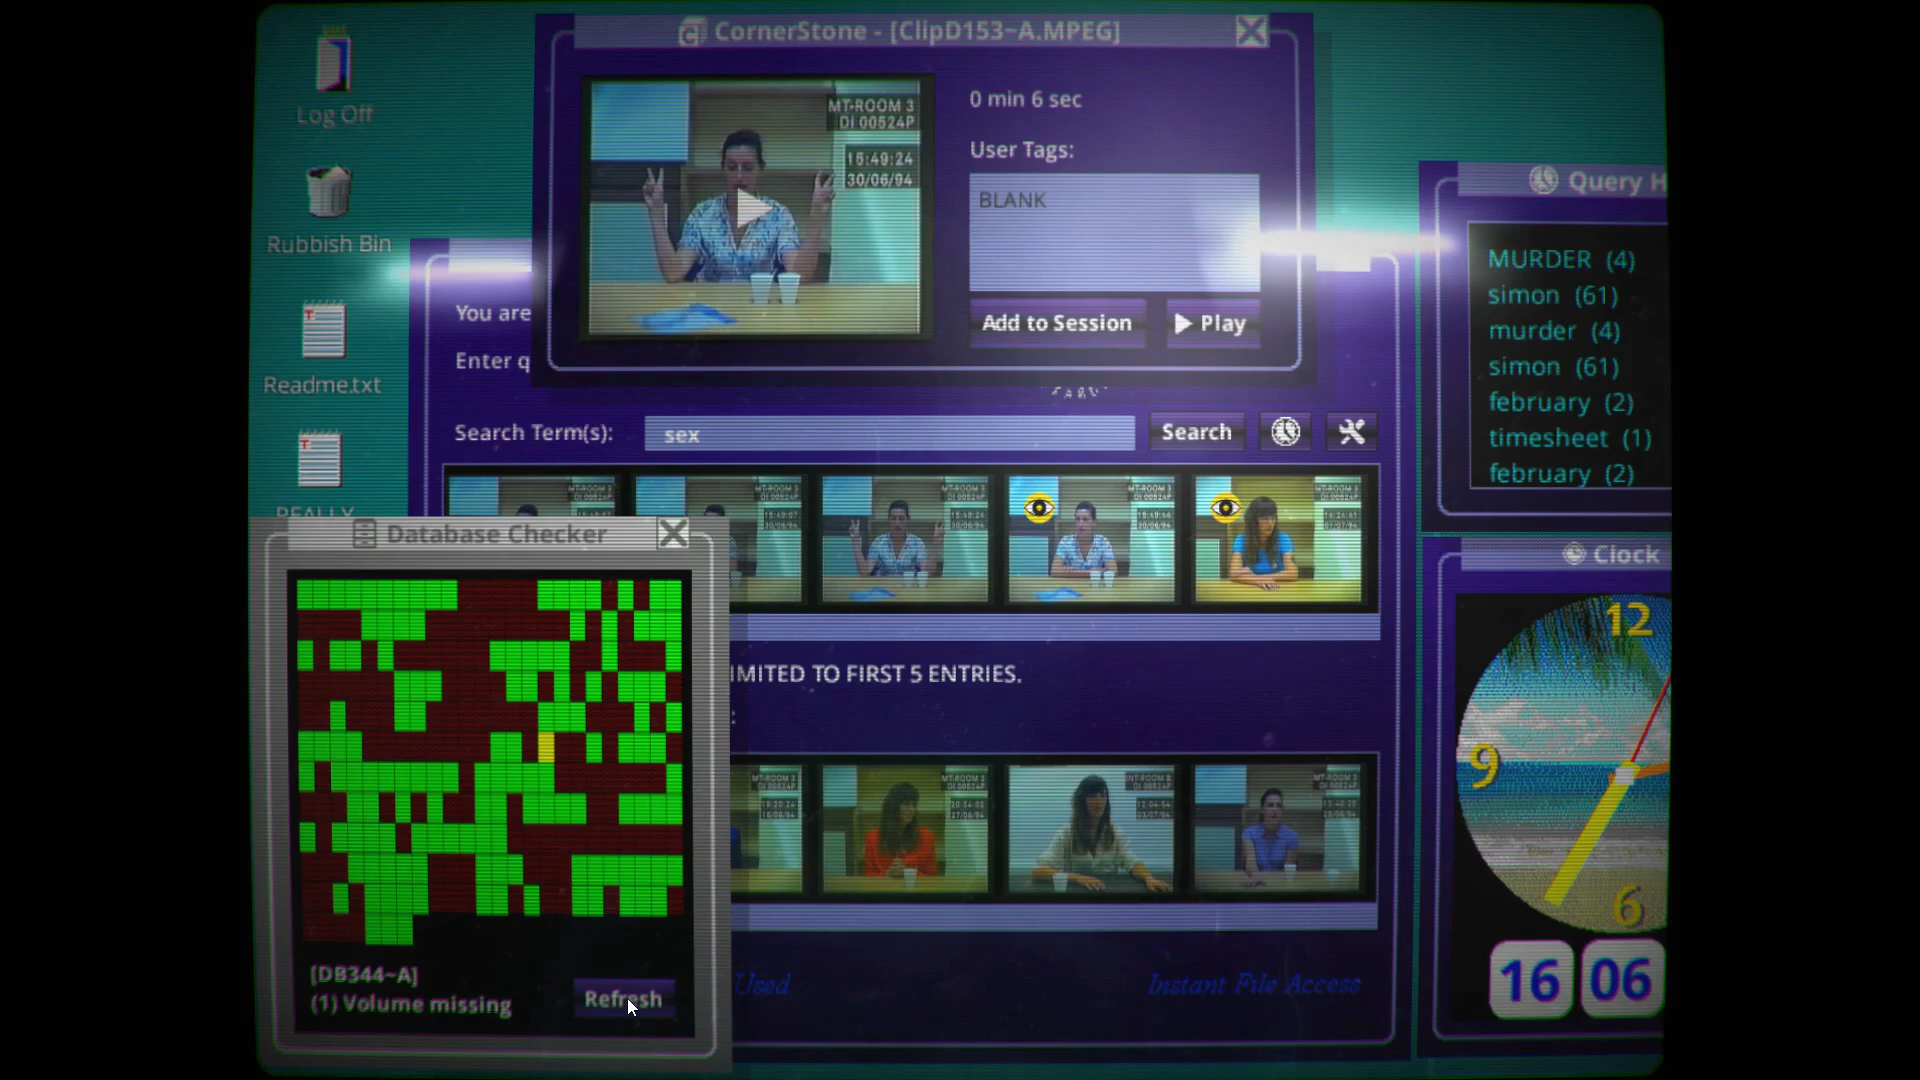 CornerStone - [ClipD153~A.MPEG]
Log Off
Rubbish Bin
Readme.txt
REALLY
MT-ROOM 3
DI 00524P
15:49:24
30/06/94
0 min 6 sec
User Tags:
BLANK
Add to Session
Play
You are
Enter q
Search Term(s):
sex
Search
IMITED TO FIRST 5 ENTRIES.
:
Used
Instant File Access
Query H
MURDER (4)
simon (61)
murder (4)
simon (61)
february (2)
timesheet (1)
february (2)
Clock
12
9
6
16 06
Database Checker
[DB344~A]
(1) Volume missing
Refresh